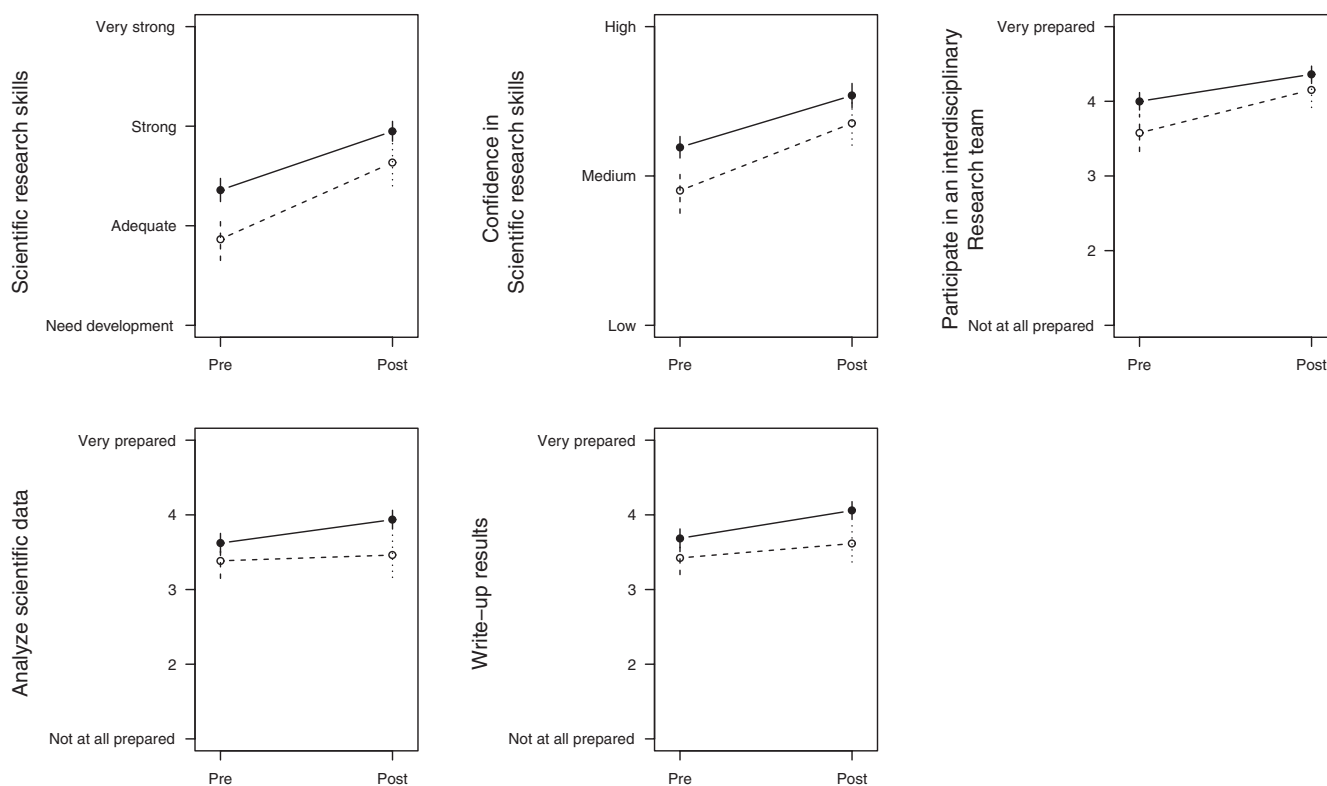 Very strong
Strong
Adequate
Need development
Scientific research skills
Pre
Post
High
Medium
Low
Confidence in
Scientific research skills
Pre
Post
Very prepared
4
3
2
Not at all prepared
Participate in an interdisciplinary
Research team
Pre
Post
Very prepared
4
3
2
Not at all prepared
Analyze scientific data
Pre
Post
Very prepared
4
3
2
Not at all prepared
Write−up results
Pre
Post